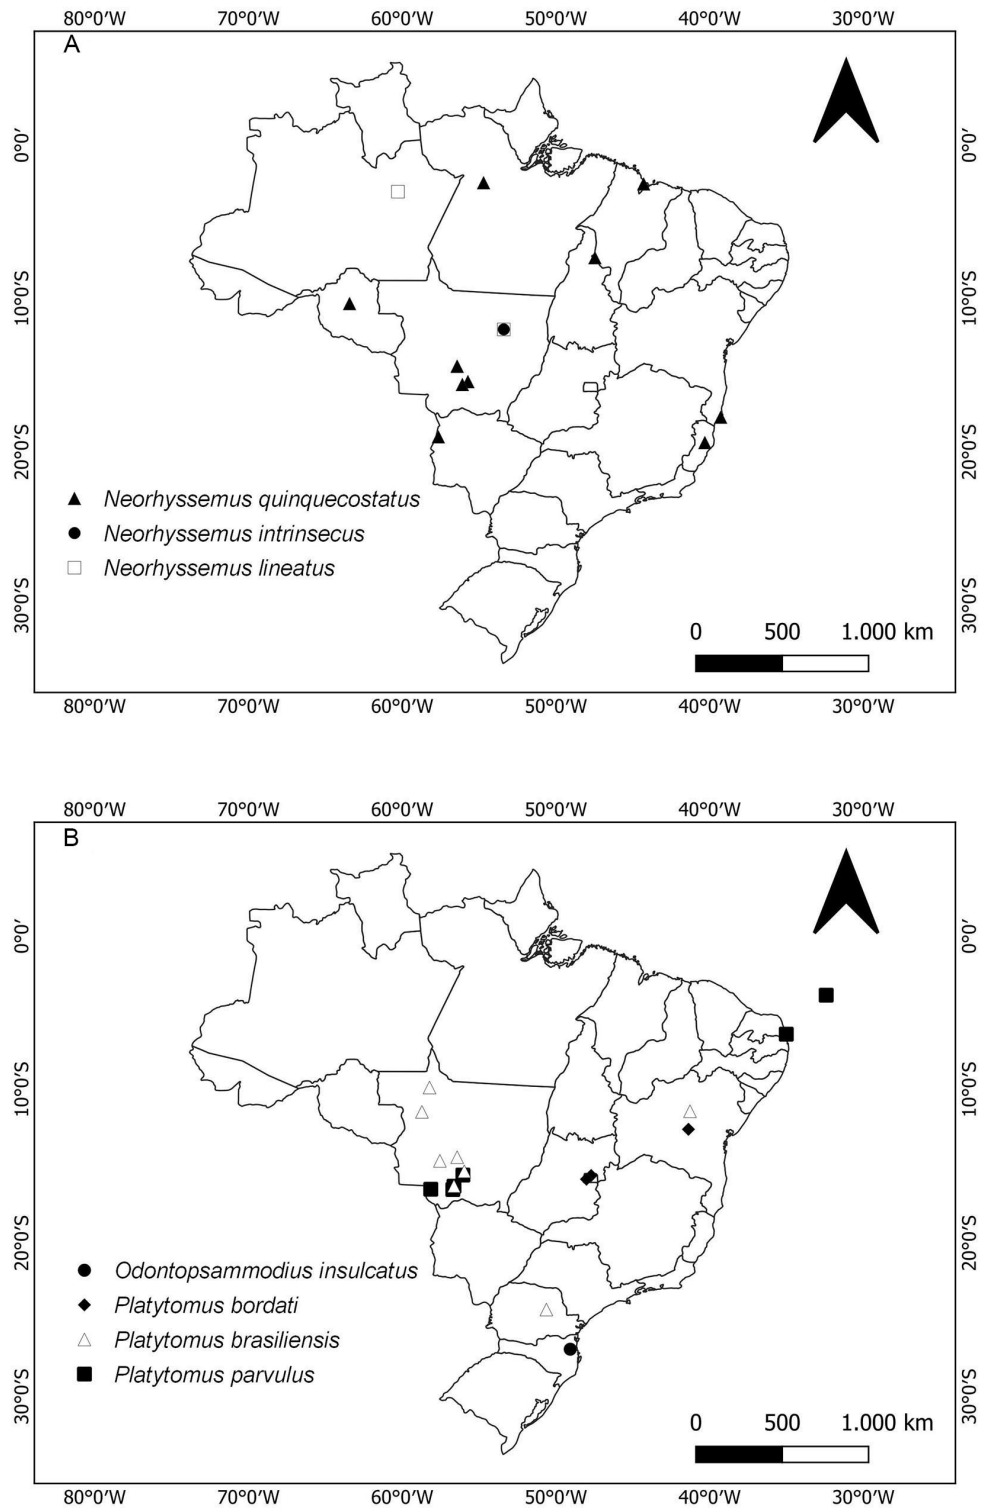 80°0′W 70°0′W 60°0′W 50°0′W 40°0′W 30°0′W
A
0°0′ 0°0′
10°0′S 10°0′S
20°0′S 20°0′S
Neorhyssemus quinquecostatus
Neorhyssemus intrinsecus
Neorhyssemus lineatus
30°0′S 30°0′S
0 500 1.000 km
80°0′W 70°0′W 60°0′W 50°0′W 40°0′W 30°0′W
80°0′W 70°0′W 60°0′W 50°0′W 40°0′W 30°0′W
B
0°0′ 0°0′
10°0′S 10°0′S
20°0′S 20°0′S
Odontopsammodius insulcatus
Platytomus bordati
Platytomus brasiliensis
Platytomus parvulus
30°0′S 30°0′S
0 500 1.000 km
80°0′W 70°0′W 60°0′W 50°0′W 40°0′W 30°0′W